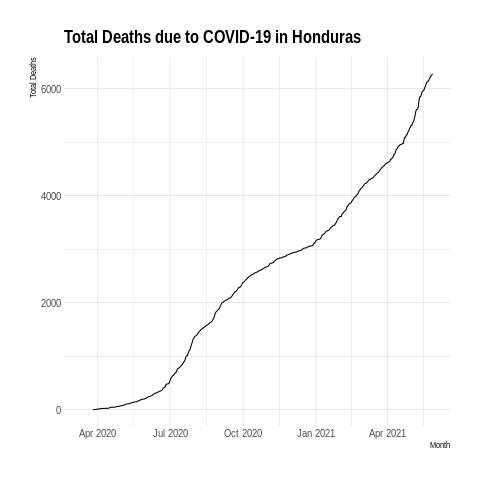 Total Deaths due to COVID-19 in Honduras
Total Deaths
6000
4000
2000
0
Apr 2020 Jul 2020 Oct 2020 Jan 2021 Apr 2021
Month